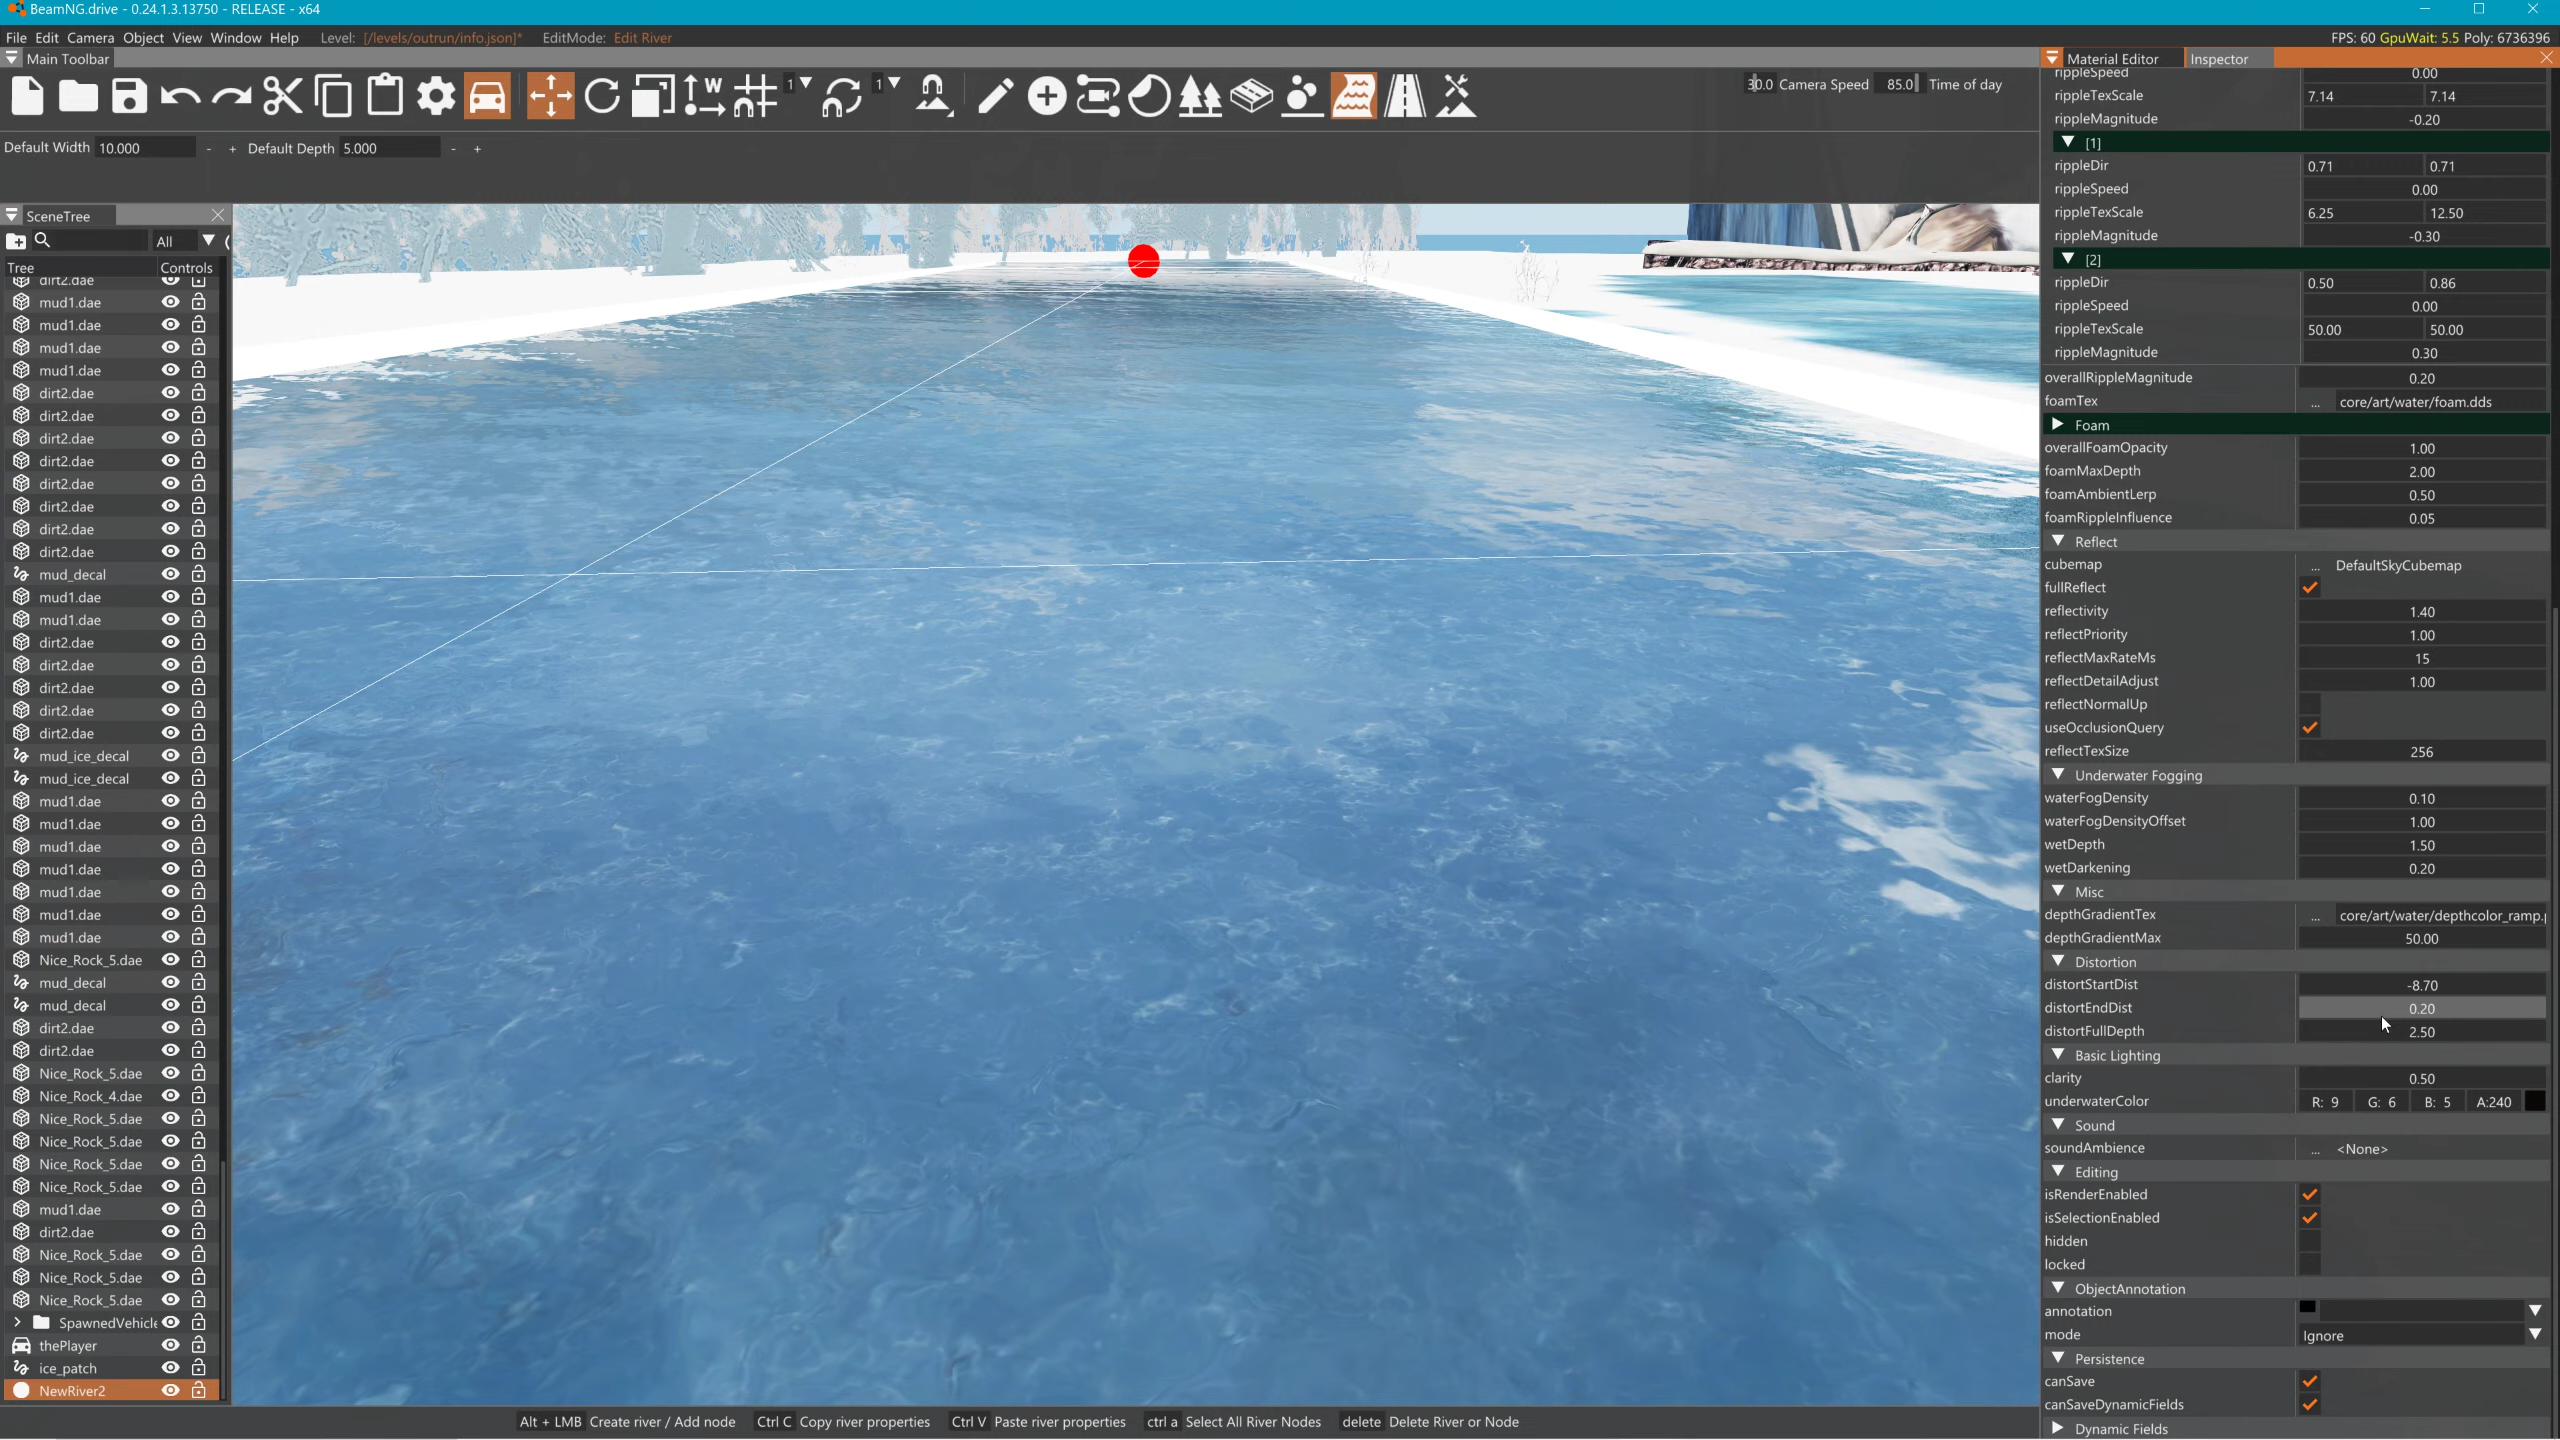 BeamNG.drive - 0.24.1.3.13750 - RELEASE - x64
File Edit Camera Object View Window Help Level: [/levels/outrun/info.json]* EditMode: Edit River FPS: 60 GpuWait: 5.5 Poly: 6736396
Main Toolbar
1 1 W 30.0 Camera Speed 85.0 Time of day
Default Width 10.000 - + Default Depth 5.000 - +
SceneTree
All
Tree Controls
dirt2.dae
mud1.dae
mud1.dae
mud1.dae
mud1.dae
dirt2.dae
dirt2.dae
dirt2.dae
dirt2.dae
dirt2.dae
dirt2.dae
dirt2.dae
dirt2.dae
mud_decal
mud1.dae
mud1.dae
dirt2.dae
dirt2.dae
dirt2.dae
dirt2.dae
dirt2.dae
mud_ice_decal
mud_ice_decal
mud1.dae
mud1.dae
mud1.dae
mud1.dae
mud1.dae
mud1.dae
mud1.dae
Nice_Rock_5.dae
mud_decal
mud_decal
dirt2.dae
dirt2.dae
Nice_Rock_5.dae
Nice_Rock_4.dae
Nice_Rock_5.dae
Nice_Rock_5.dae
Nice_Rock_5.dae
Nice_Rock_5.dae
mud1.dae
dirt2.dae
Nice_Rock_5.dae
Nice_Rock_5.dae
Nice_Rock_5.dae
SpawnedVehicle
thePlayer
ice_patch
NewRiver2
Material Editor Inspector
rippleSpeed 0.00
rippleTexScale 7.14 7.14
rippleMagnitude -0.20
[1]
rippleDir 0.71 0.71
rippleSpeed 0.00
rippleTexScale 6.25 12.50
rippleMagnitude -0.30
[2]
rippleDir 0.50 0.86
rippleSpeed 0.00
rippleTexScale 50.00 50.00
rippleMagnitude 0.30
overallRippleMagnitude 0.20
foamTex ... core/art/water/foam.dds
Foam
overallFoamOpacity 1.00
foamMaxDepth 2.00
foamAmbientLerp 0.50
foamRippleInfluence 0.05
Reflect
cubemap ... DefaultSkyCubemap
fullReflect
reflectivity 1.40
reflectPriority 1.00
reflectMaxRateMs 15
reflectDetailAdjust 1.00
reflectNormalUp
useOcclusionQuery
reflectTexSize 256
Underwater Fogging
waterFogDensity 0.10
waterFogDensityOffset 1.00
wetDepth 1.50
wetDarkening 0.20
Misc
depthGradientTex ... core/art/water/depthcolor_ramp.p
depthGradientMax 50.00
Distortion
distortStartDist -8.70
distortEndDist 0.20
distortFullDepth 2.50
Basic Lighting
clarity 0.50
underwaterColor R: 9 G: 6 B: 5 A:240
Sound
soundAmbience ... <None>
Editing
isRenderEnabled
isSelectionEnabled
hidden
locked
ObjectAnnotation
annotation
mode Ignore
Persistence
canSave
canSaveDynamicFields
Dynamic Fields
Alt + LMB Create river / Add node Ctrl C Copy river properties Ctrl V Paste river properties ctrl a Select All River Nodes delete Delete River or Node